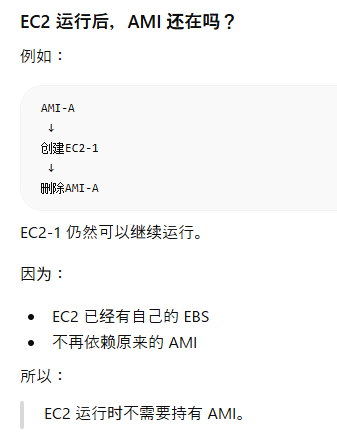 EC2 运行后，AMI 还在吗？
例如：
AMI-A
↓
创建EC2-1
↓
删除AMI-A
EC2-1 仍然可以继续运行。
因为：
• EC2 已经有自己的 EBS
• 不再依赖原来的 AMI
所以：
EC2 运行时不需要持有 AMI。